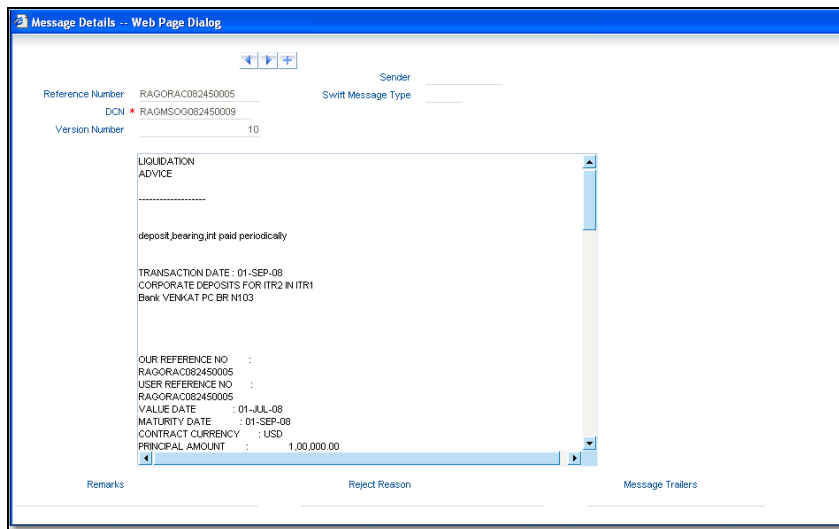 Message Details -- Web Page Dialog
Sender
Reference Number RAGORAC082450005 Swift Message Type
DCN * RAGMSOG082450009
Version Number 10
LIQUIDATION
ADVICE
-------------------
deposit,bearing,int paid periodically
TRANSACTION DATE : 01-SEP-08
CORPORATE DEPOSITS FOR ITR2 IN ITR1
Bank VENKAT PC BR N103
OUR REFERENCE NO :
RAGORAC082450005
USER REFERENCE NO :
RAGORAC082450005
VALUE DATE : 01-JUL-08
MATURITY DATE : 01-SEP-08
CONTRACT CURRENCY : USD
PRINCIPAL AMOUNT : 1,00,000.00
Remarks Reject Reason Message Trailers